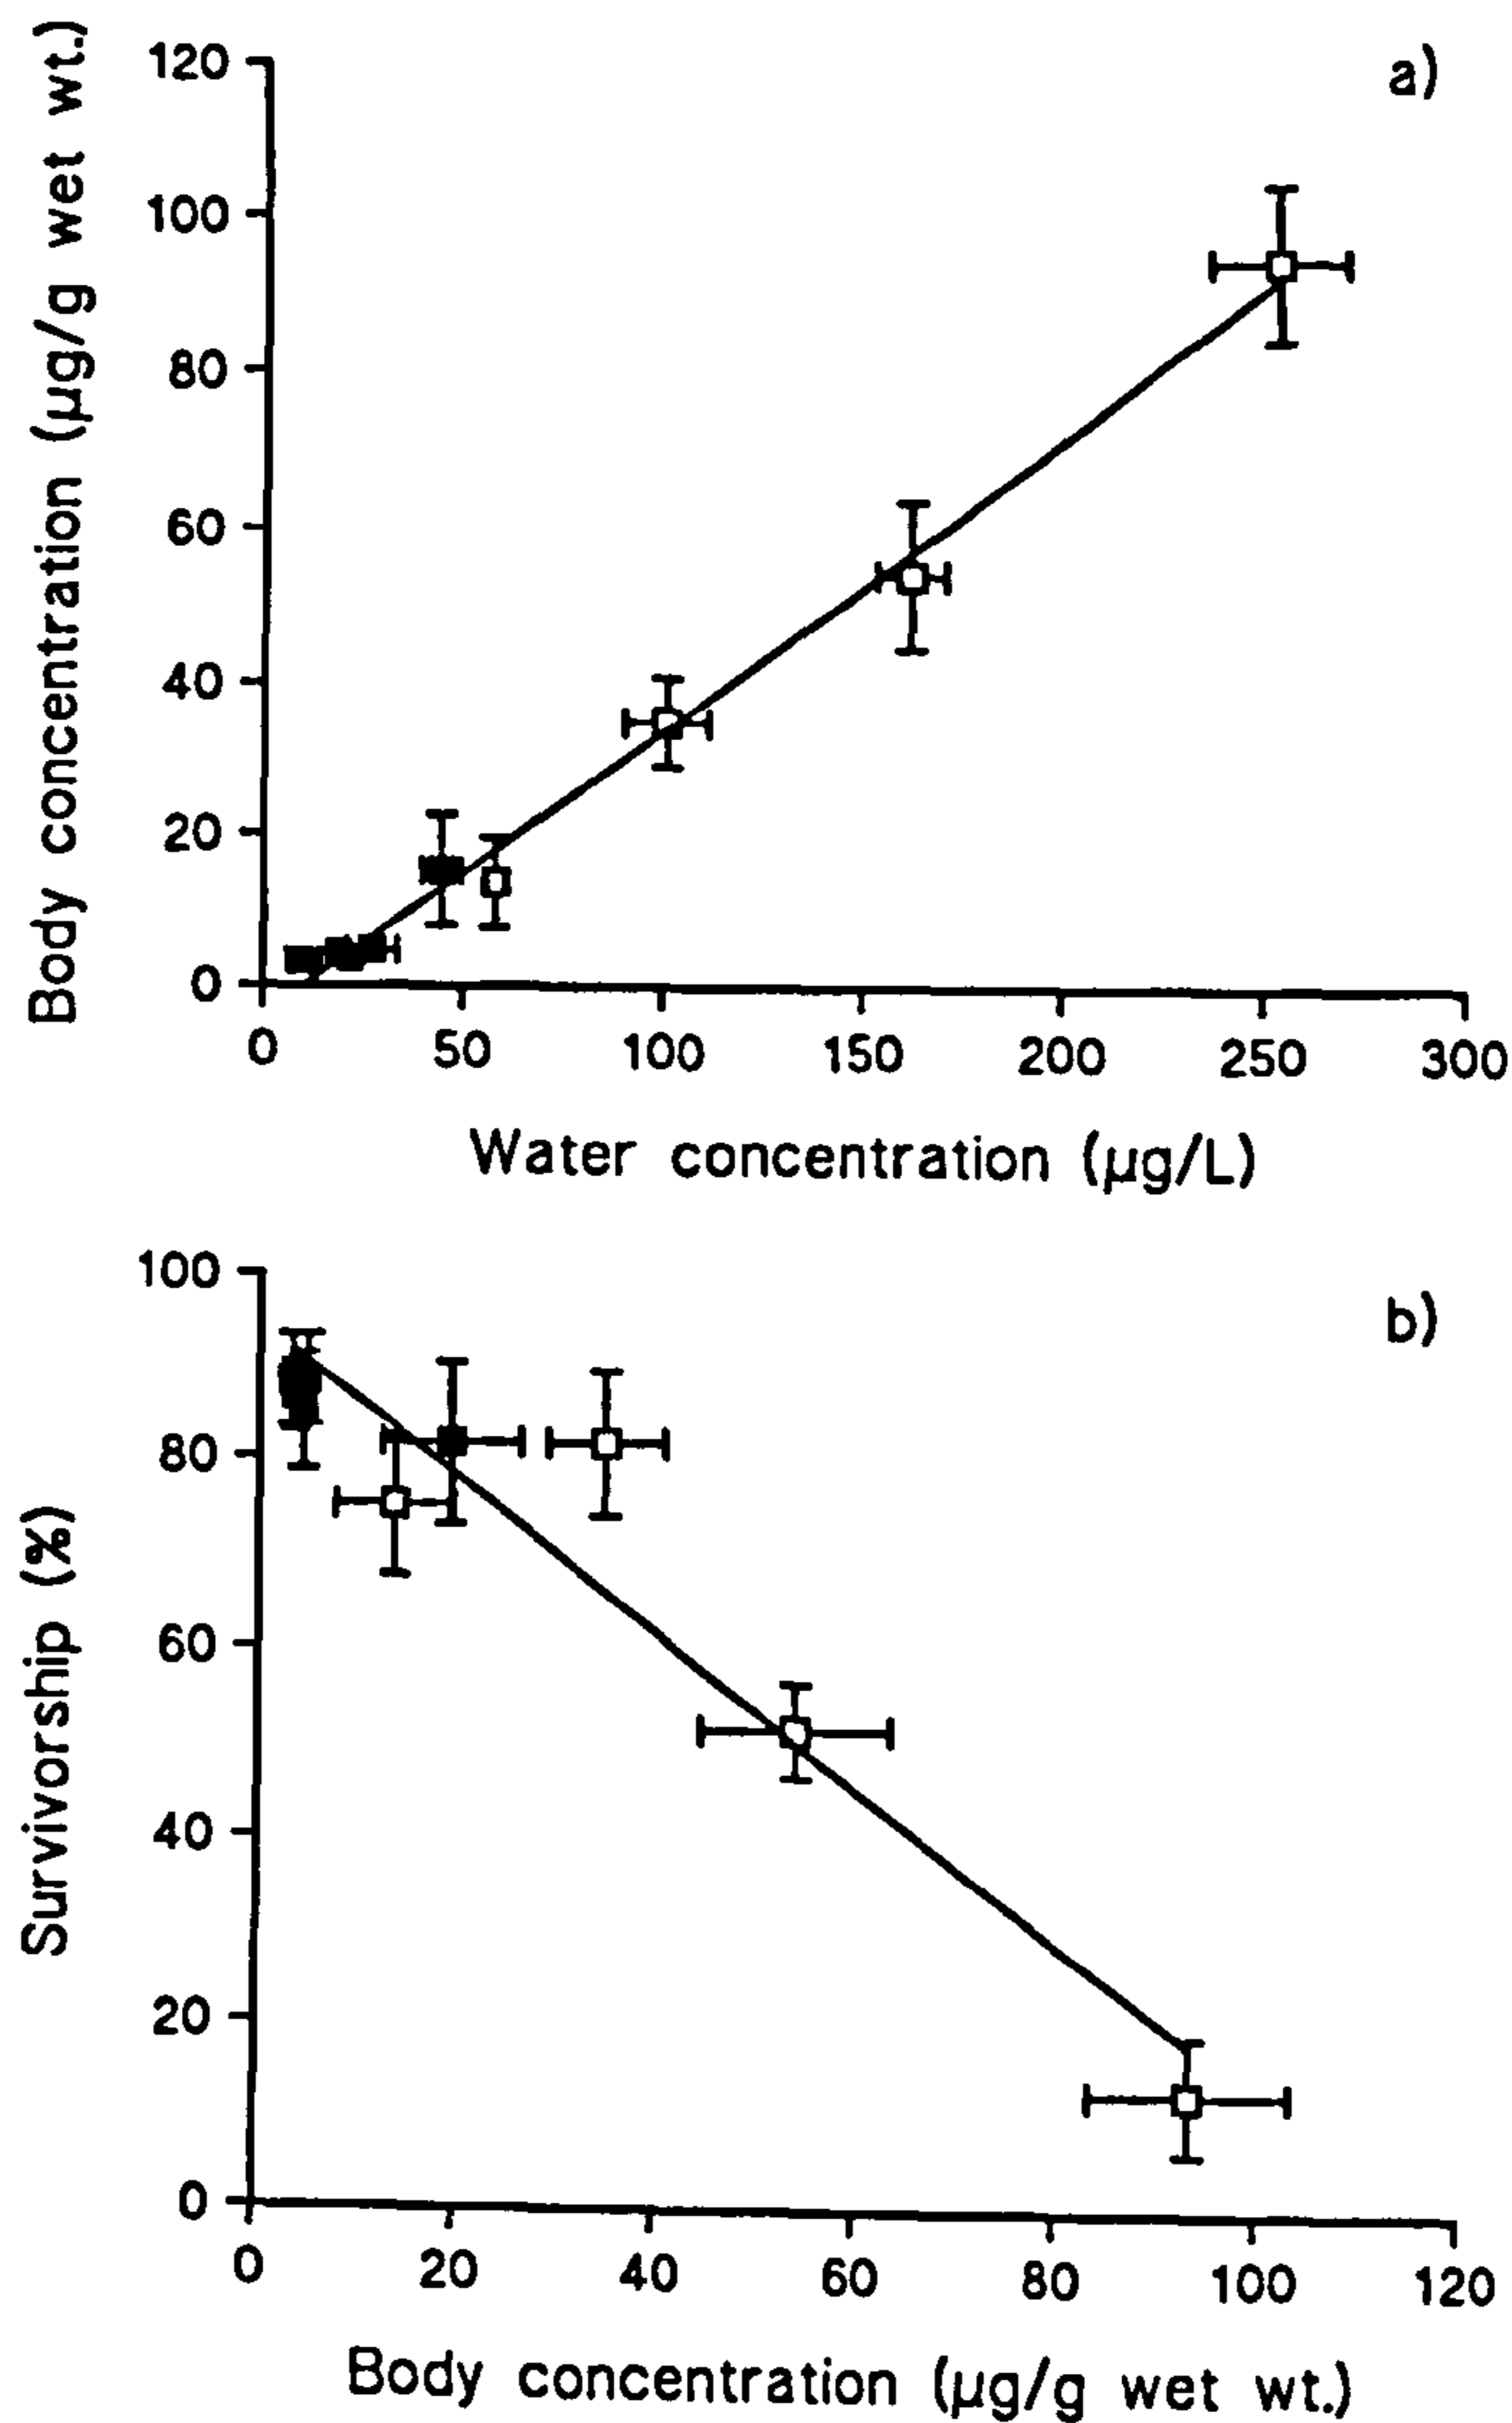 a)
Body concentration (µg/g wet wt.)
120
100
80
60
40
20
0
0 50 100 150 200 250 300
Water concentration (µg/L)
b)
Survivorship (%)
100
80
60
40
20
0
0 20 40 60 80 100 120
Body concentration (µg/g wet wt.)